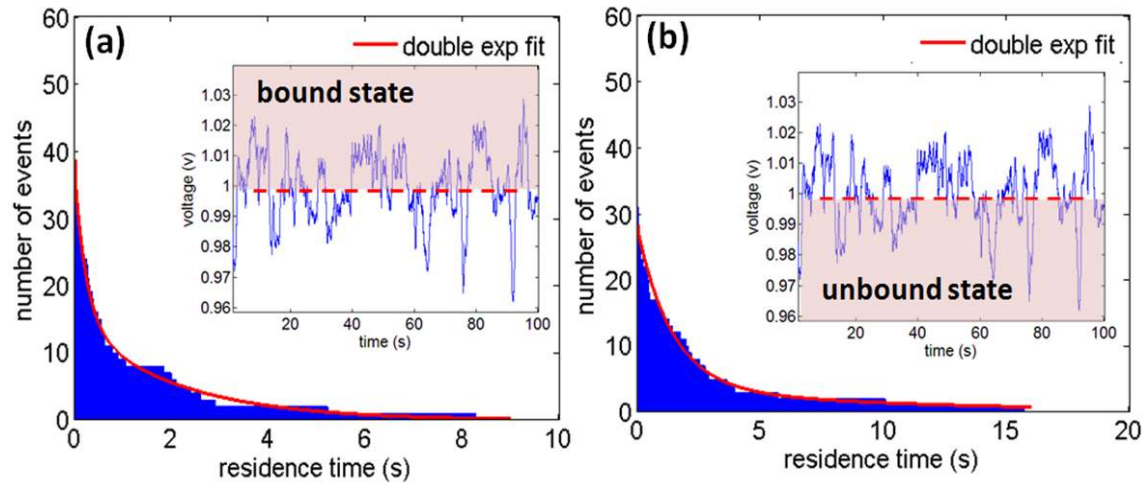 (a)
double exp fit
bound state
number of events
60
50
40
30
20
10
0
0 2 4 6 8 10
residence time (s)
voltage (v)
1.03
1.02
1.01
1
0.99
0.98
0.97
0.96
20 40 60 80 100
time (s)
(b)
double exp fit
unbound state
number of events
60
50
40
30
20
10
0
0 5 10 15 20
residence time (s)
voltage (v)
1.03
1.02
1.01
1
0.99
0.98
0.97
0.96
20 40 60 80 100
time (s)